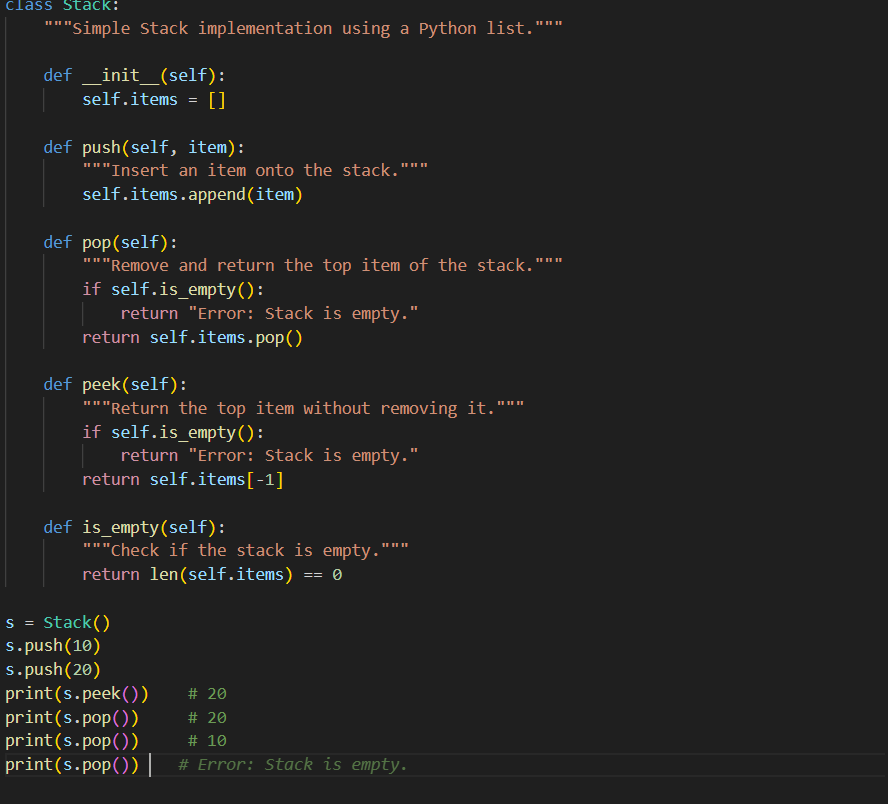 class Stack:
    """Simple Stack implementation using a Python list."""

    def __init__(self):
        self.items = []

    def push(self, item):
        """Insert an item onto the stack."""
        self.items.append(item)

    def pop(self):
        """Remove and return the top item of the stack."""
        if self.is_empty():
            return "Error: Stack is empty."
        return self.items.pop()

    def peek(self):
        """Return the top item without removing it."""
        if self.is_empty():
            return "Error: Stack is empty."
        return self.items[-1]

    def is_empty(self):
        """Check if the stack is empty."""
        return len(self.items) == 0

s = Stack()
s.push(10)
s.push(20)
print(s.peek())    # 20
print(s.pop())     # 20
print(s.pop())     # 10
print(s.pop())    # Error: Stack is empty.